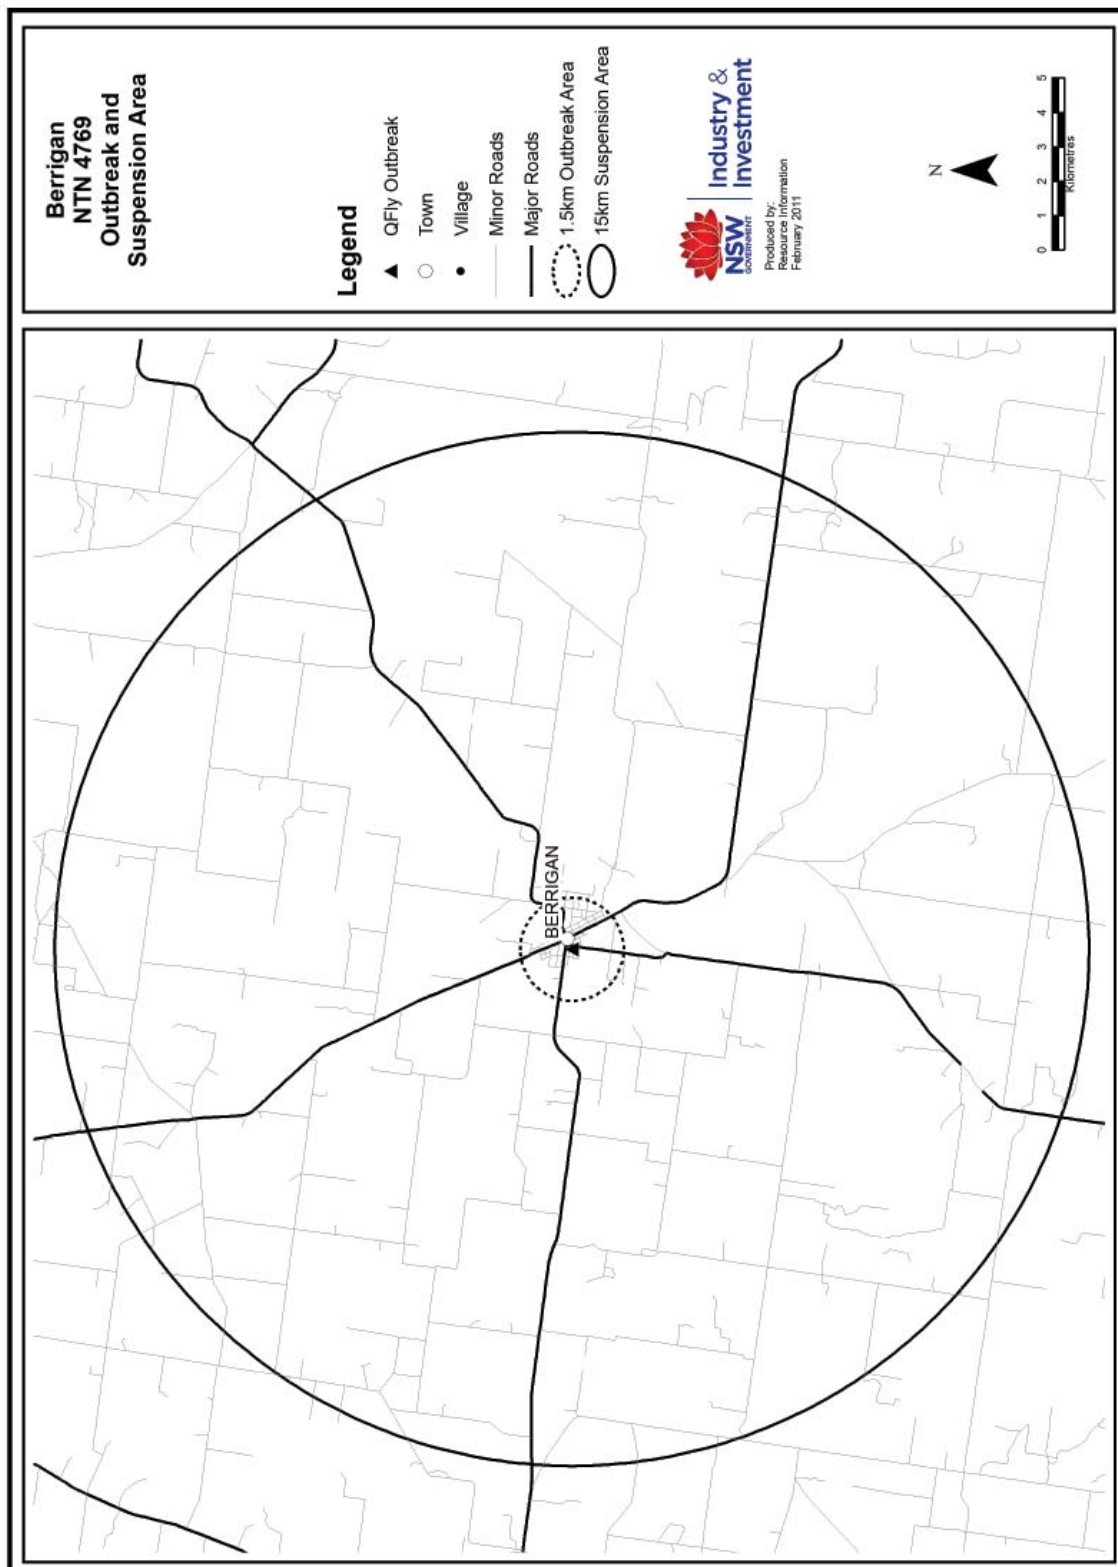 Berrigan
NTN 4769
Outbreak and
Suspension Area
Legend
QFly Outbreak
Town
Village
Minor Roads
Major Roads
1.5km Outbreak Area
15km Suspension Area
NSW
GOVERNMENT
Industry &
Investment
Produced by:
Resource Information
February 2011
N
0 1 2 3 4 5
Kilometres
BERRIGAN